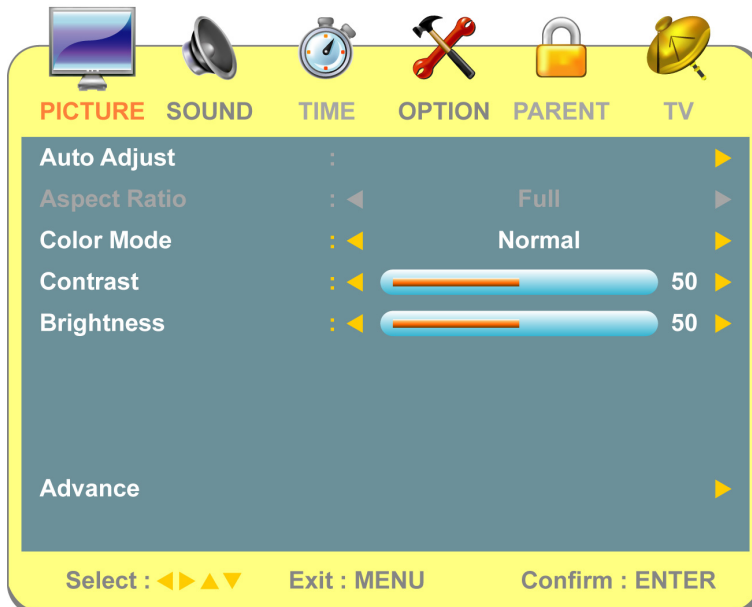 PICTURE SOUND TIME OPTION PARENT TV
Auto Adjust :
Aspect Ratio : Full
Color Mode : Normal
Contrast : 50
Brightness : 50
Advance
Select : Exit : MENU Confirm : ENTER